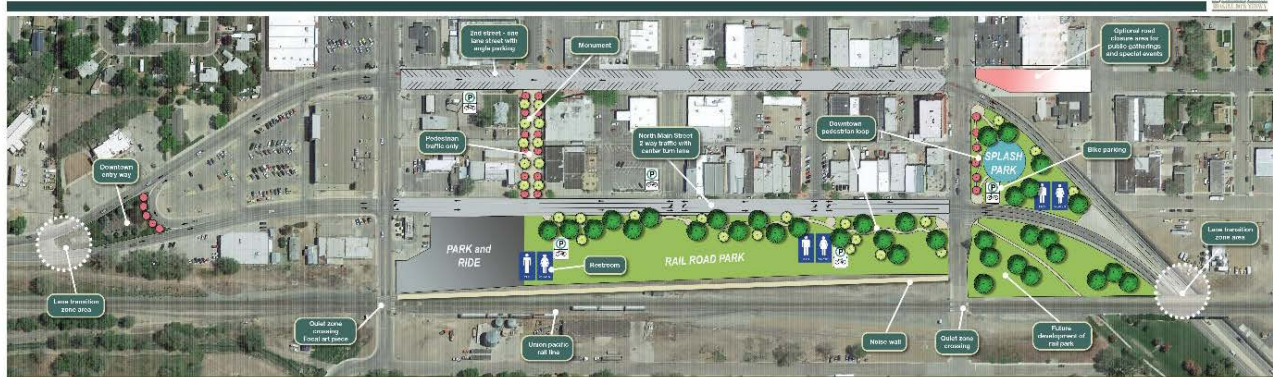 2nd street - one
lane street with
angle parking
Monument
Optional road
closure area for
public gatherings
and special events
P
Pedestrian
traffic only
North Main Street
2 way traffic with
center turn lane
P
Downtown
pedestrian loop
SPLASH
PARK
Bike parking
P
Downtown
entry way
PARK and
RIDE
P
Restroom
RAIL ROAD PARK
P
Lane transition
zone area
Lane transition
zone area
Quiet zone
crossing
Focal art piece
Union pacific
rail line
Noise wall
Quiet zone
crossing
Future
development of
rail park